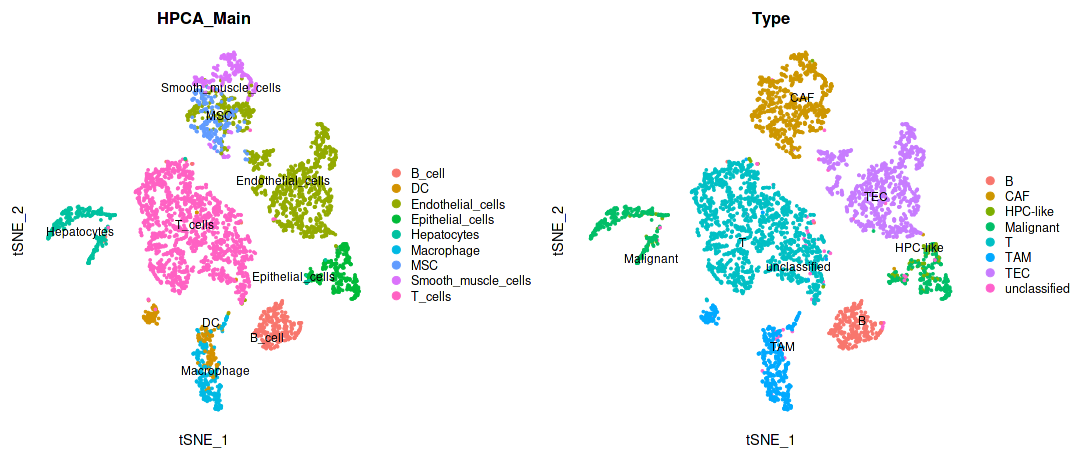 HPCA_Main
Smooth_muscle_cells
MSC
Endothelial_cells
T_cells
Hepatocytes
Epithelial_cells
DC
B_cell
Macrophage
tSNE_2
tSNE_1
B_cell
DC
Endothelial_cells
Epithelial_cells
Hepatocytes
Macrophage
MSC
Smooth_muscle_cells
T_cells
Type
CAF
TEC
T
HPC-like
Malignant
unclassified
B
TAM
tSNE_2
tSNE_1
B
CAF
HPC-like
Malignant
T
TAM
TEC
unclassified